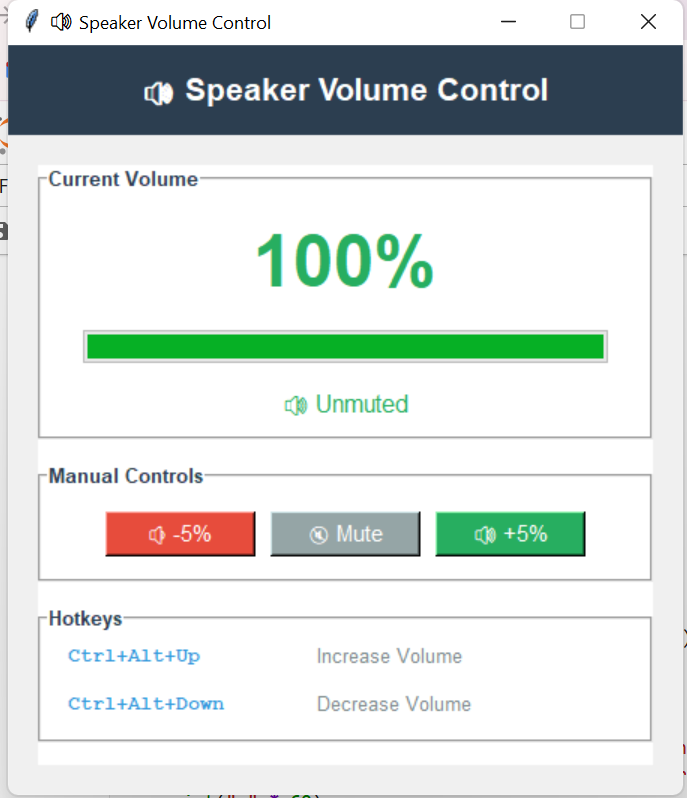 Speaker Volume Control
Speaker Volume Control
Current Volume
100%
Unmuted
Manual Controls
-5%
Mute
+5%
Hotkeys
Ctrl+Alt+Up
Increase Volume
Ctrl+Alt+Down
Decrease Volume